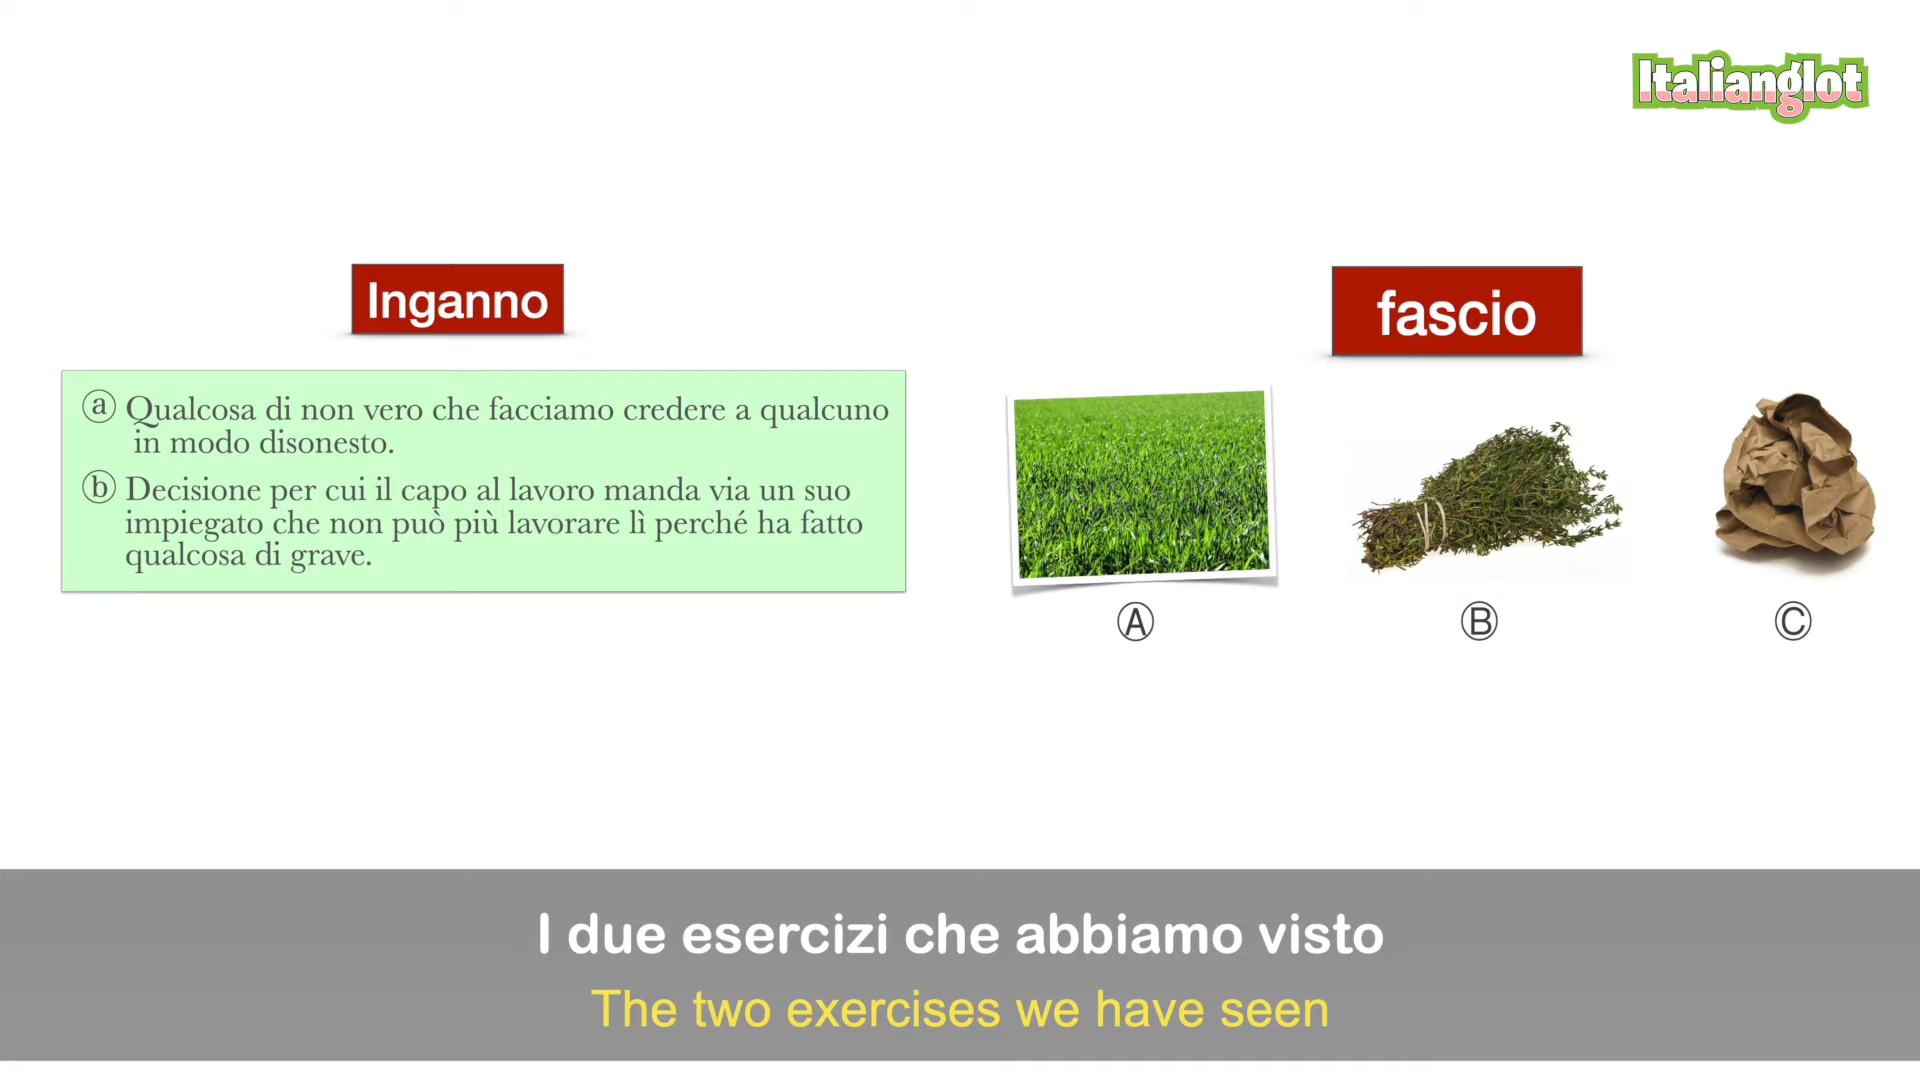 Italianglot
Inganno
ⓐ Qualcosa di non vero che facciamo credere a qualcuno
in modo disonesto.
ⓑ Decisione per cui il capo al lavoro manda via un suo
impiegato che non può più lavorare lì perché ha fatto
qualcosa di grave.
fascio
Ⓐ
Ⓑ
Ⓒ
I due esercizi che abbiamo visto
The two exercises we have seen